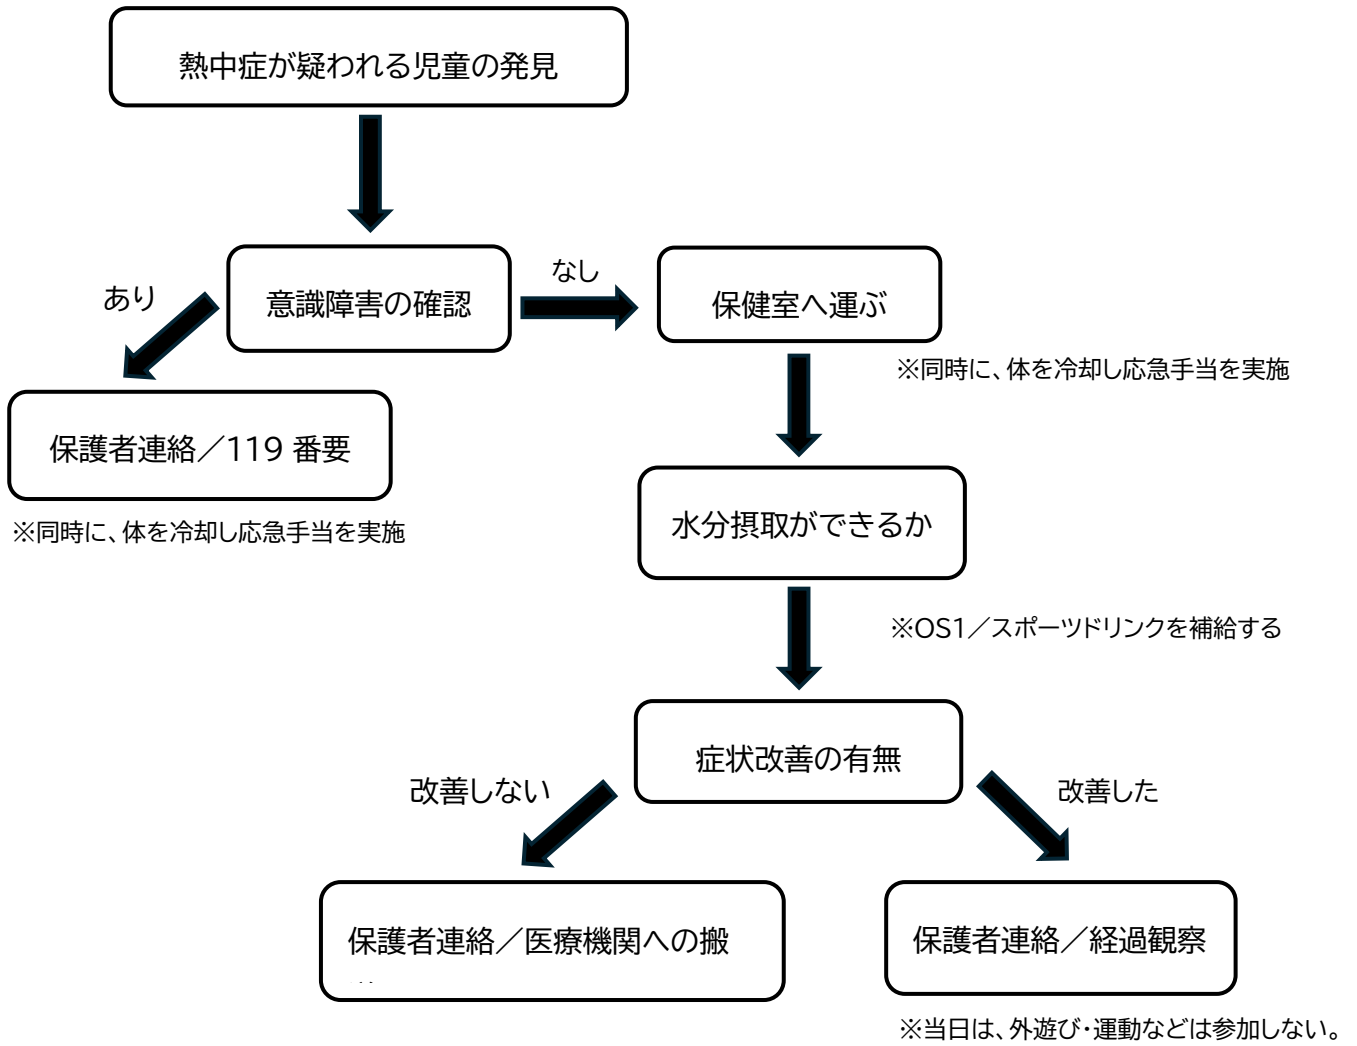 熱中症が疑われる児童の発見
意識障害の確認
あり
なし
保健室へ運ぶ
※同時に、体を冷却し応急手当を実施
保護者連絡／119 番要
※同時に、体を冷却し応急手当を実施
水分摂取ができるか
※OS1／スポーツドリンクを補給する
症状改善の有無
改善しない
改善した
保護者連絡／医療機関への搬
保護者連絡／経過観察
※当日は、外遊び・運動などは参加しない。